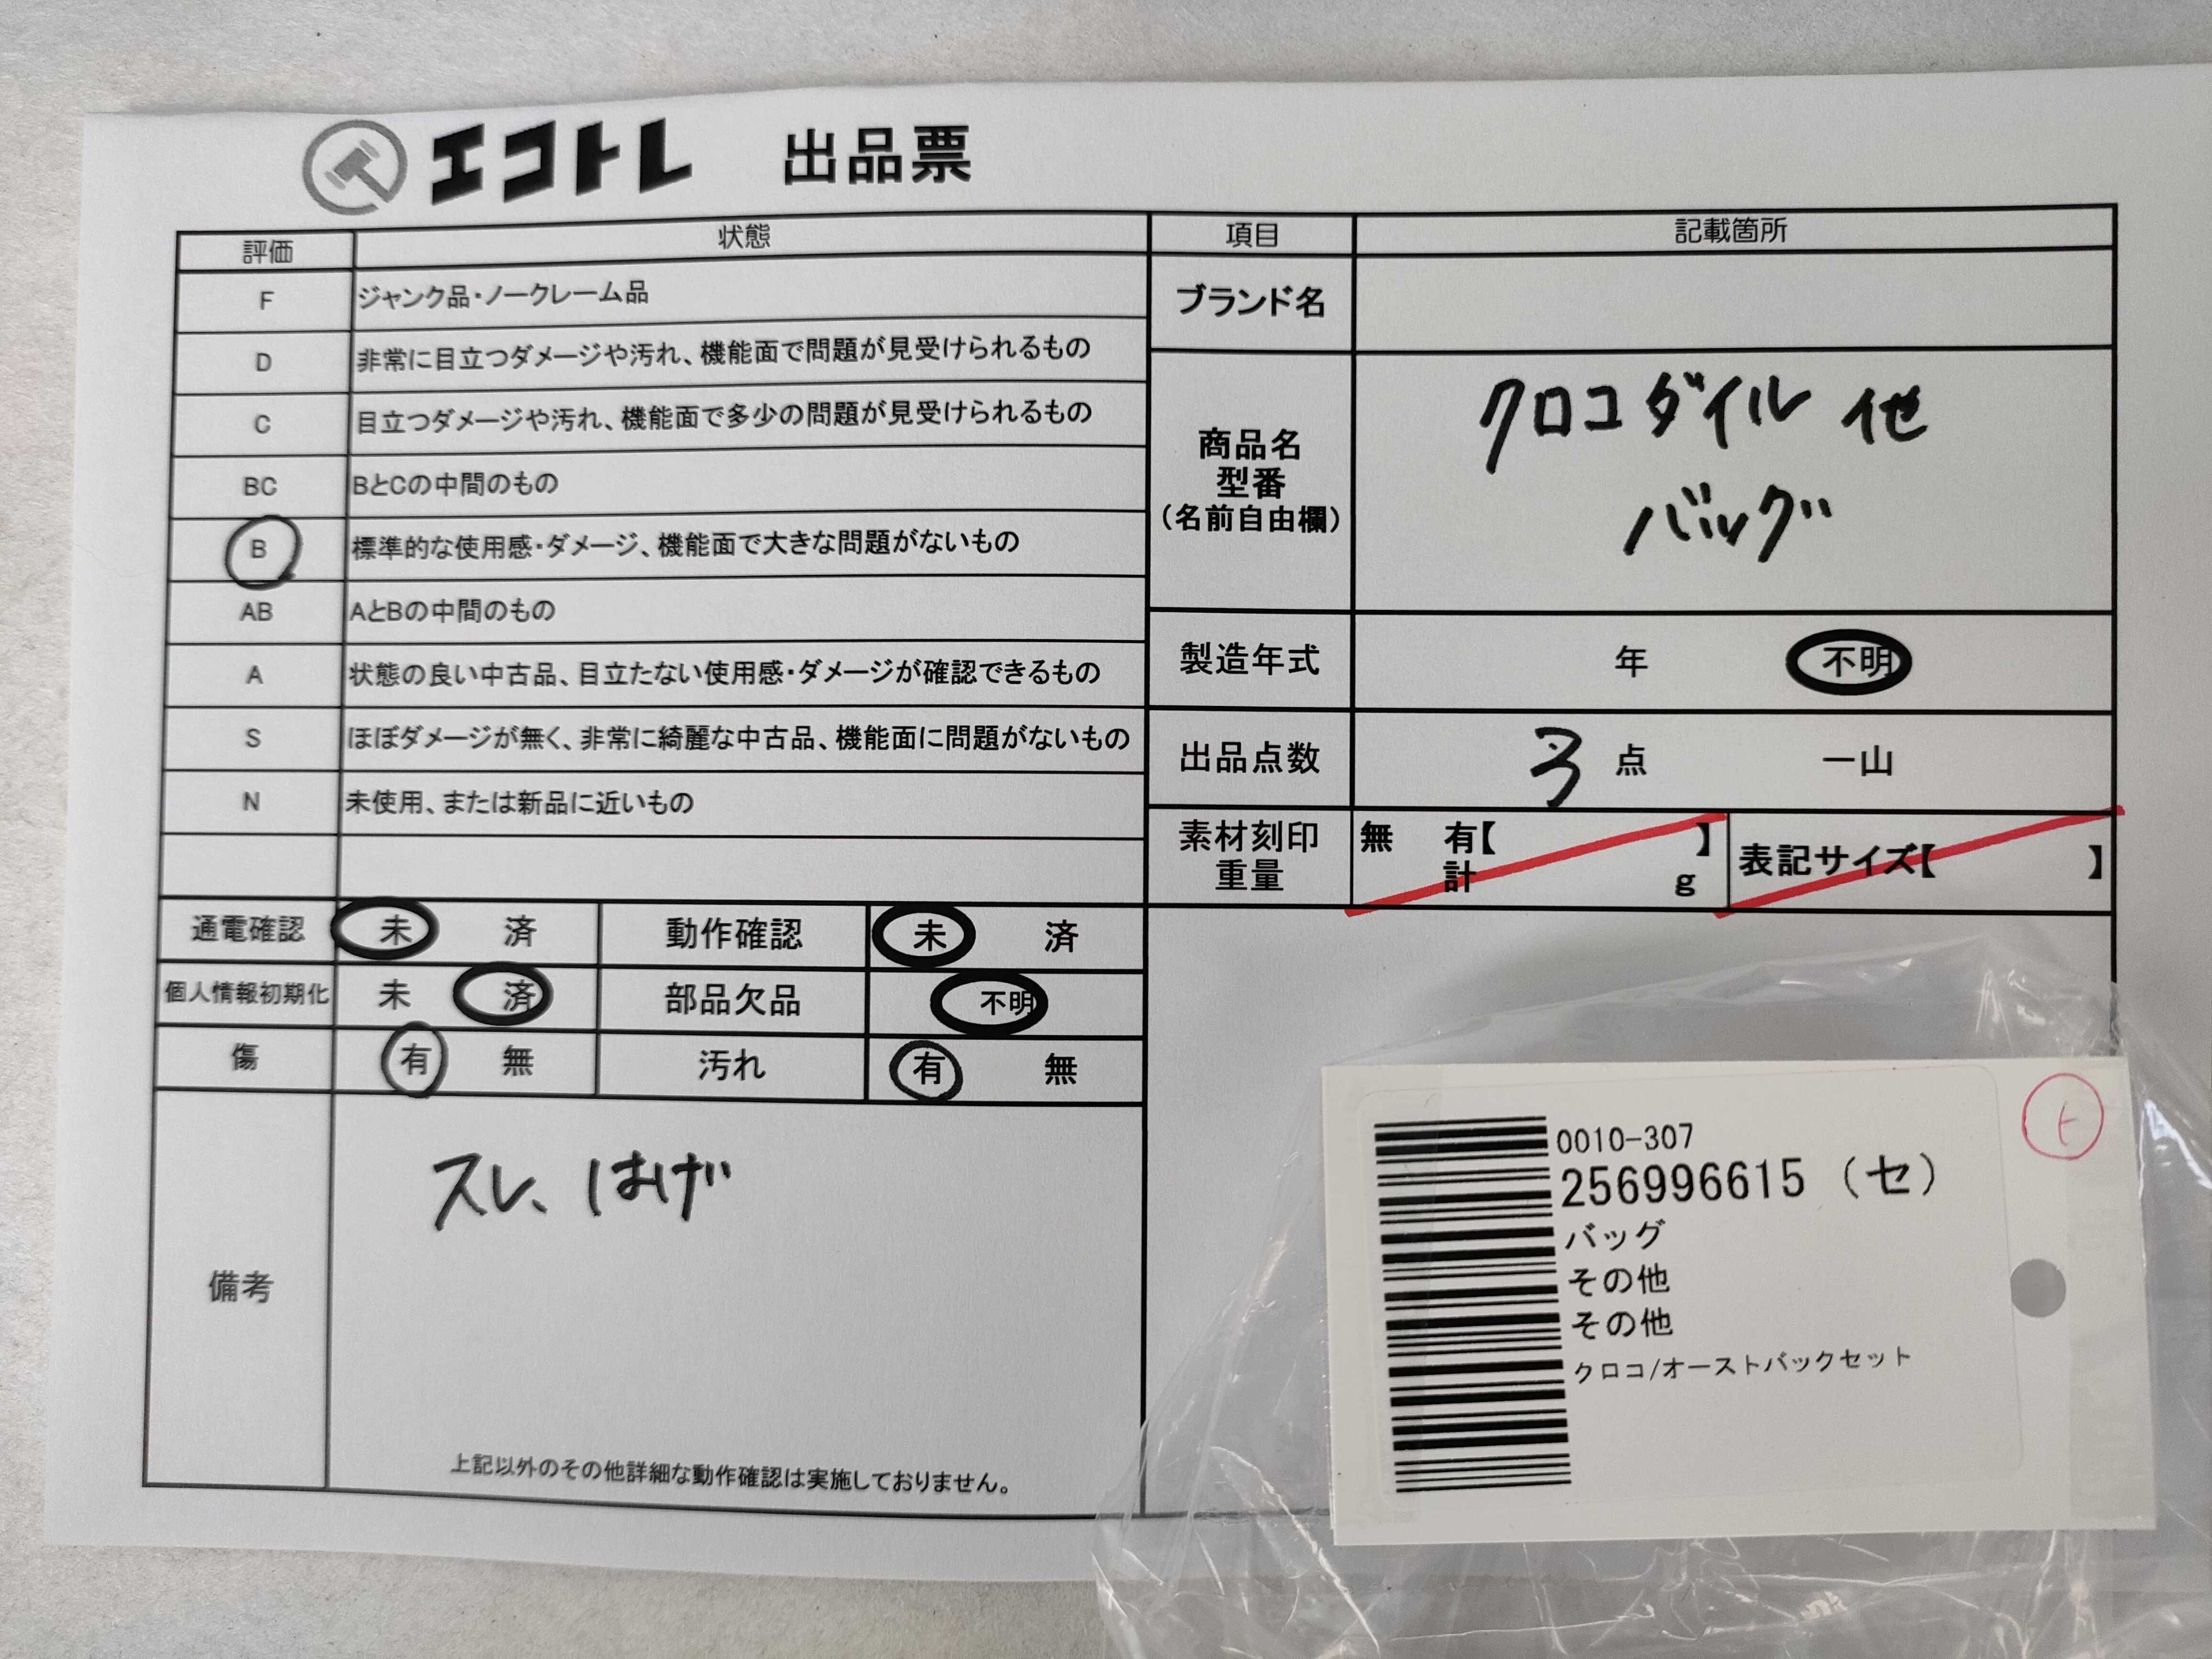 エコトレ 出品票
評価 状態
F ジャンク品・ノークレーム品
D 非常に目立つダメージや汚れ、機能面で問題が見受けられるもの
C 目立つダメージや汚れ、機能面で多少の問題が見受けられるもの
BC BとCの中間のもの
B 標準的な使用感・ダメージ、機能面で大きな問題がないもの
AB AとBの中間のもの
A 状態の良い中古品、目立たない使用感・ダメージが確認できるもの
S ほぼダメージが無く、非常に綺麗な中古品、機能面に問題がないもの
N 未使用、または新品に近いもの
通電確認 未 済 動作確認 未 済
個人情報初期化 未 済 部品欠品 不明
傷 有 無 汚れ 有 無
備考
スレ、はげ
上記以外のその他詳細な動作確認は実施しておりません。
項目 記載箇所
ブランド名
商品名
型番
(名前自由欄)
クロコダイル 他
バッグ
製造年式 年 不明
出品点数 3 点 一山
素材刻印
重量
無 有【 】
計 g
表記サイズ【 】
0010-307
256996615 (セ)
バッグ
その他
その他
クロコ/オーストバックセット
ト